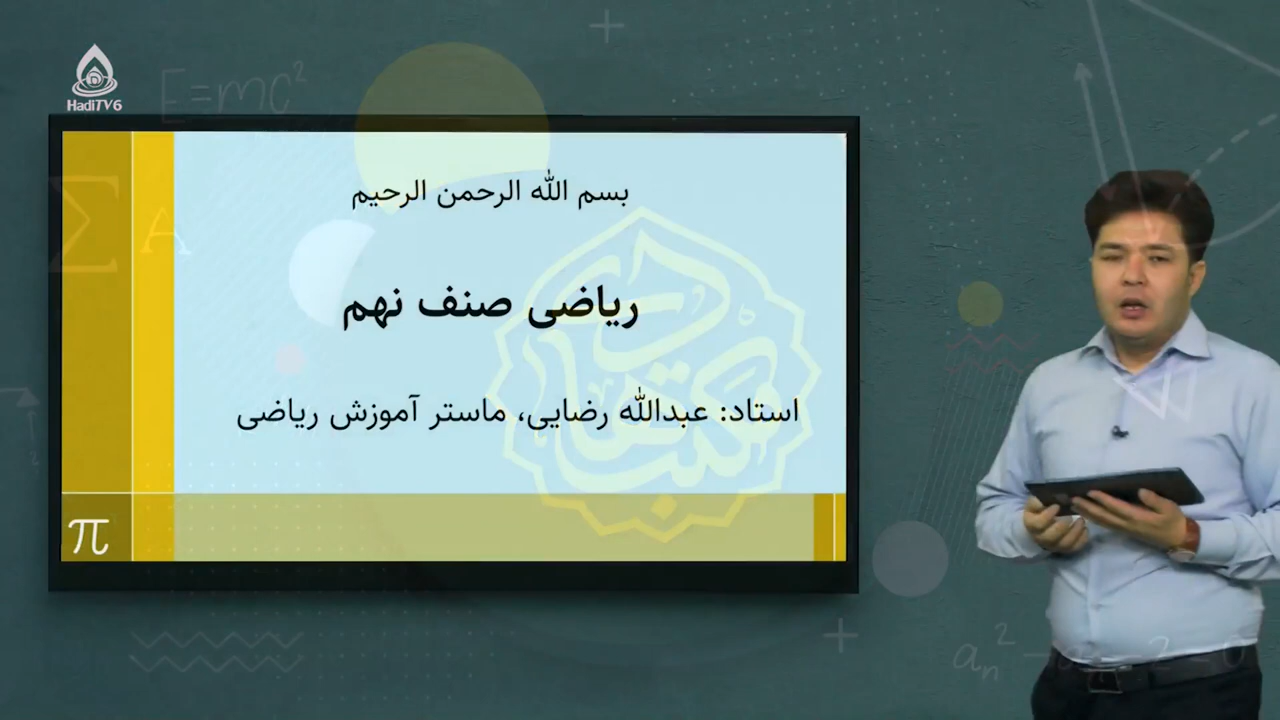 HadiTV6
E=mc²
بسم الله الرحمن الرحیم
ریاضی صنف نهم
استاد: عبدالله رضایی، ماستر آموزش ریاضی
∑ A
π